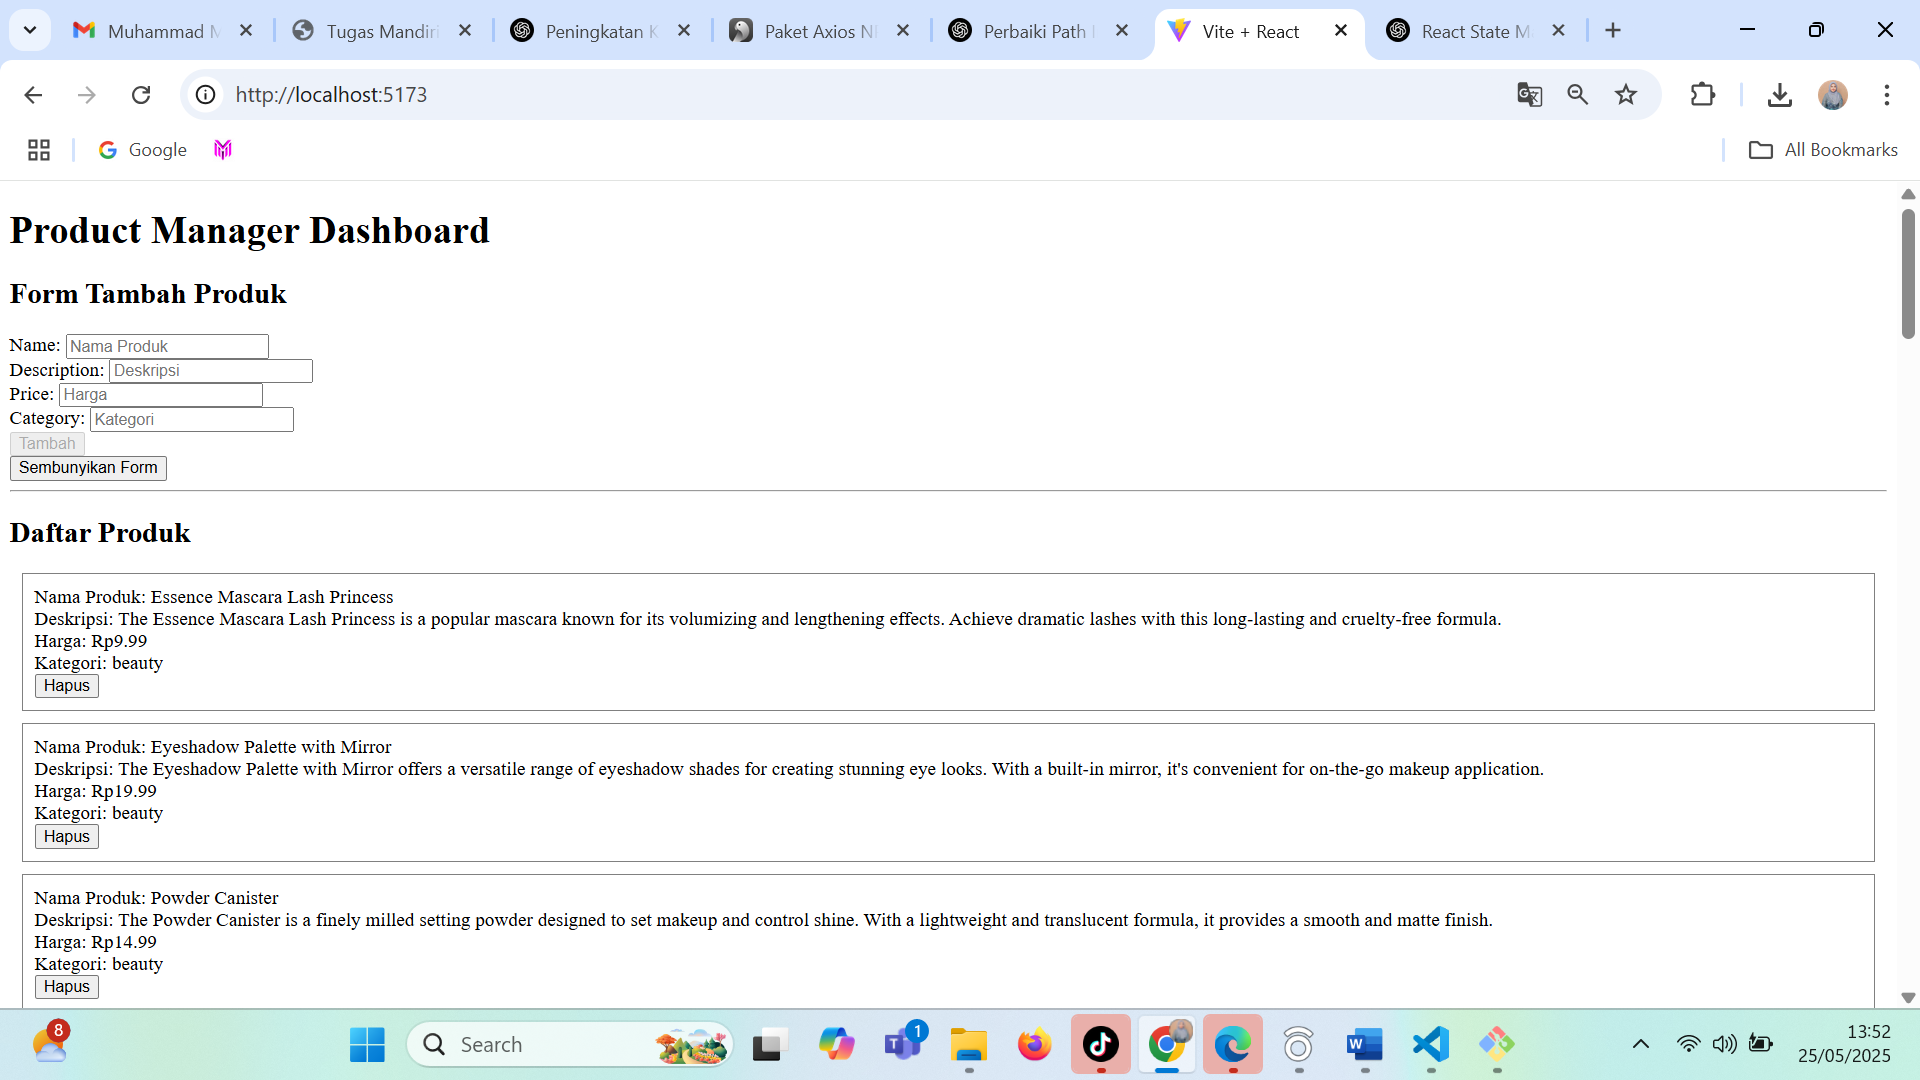 Muhammad M
Tugas Mandiri
Peningkatan K
Paket Axios N
Perbaiki Path
Vite + React
React State M
http://localhost:5173
Google
All Bookmarks
Product Manager Dashboard
Form Tambah Produk
Name: Nama Produk
Description: Deskripsi
Price: Harga
Category: Kategori
Tambah
Sembunyikan Form
Daftar Produk
Nama Produk: Essence Mascara Lash Princess
Deskripsi: The Essence Mascara Lash Princess is a popular mascara known for its volumizing and lengthening effects. Achieve dramatic lashes with this long-lasting and cruelty-free formula.
Harga: Rp9.99
Kategori: beauty
Hapus
Nama Produk: Eyeshadow Palette with Mirror
Deskripsi: The Eyeshadow Palette with Mirror offers a versatile range of eyeshadow shades for creating stunning eye looks. With a built-in mirror, it's convenient for on-the-go makeup application.
Harga: Rp19.99
Kategori: beauty
Hapus
Nama Produk: Powder Canister
Deskripsi: The Powder Canister is a finely milled setting powder designed to set makeup and control shine. With a lightweight and translucent formula, it provides a smooth and matte finish.
Harga: Rp14.99
Kategori: beauty
Hapus
8
Search
1
13:52
25/05/2025